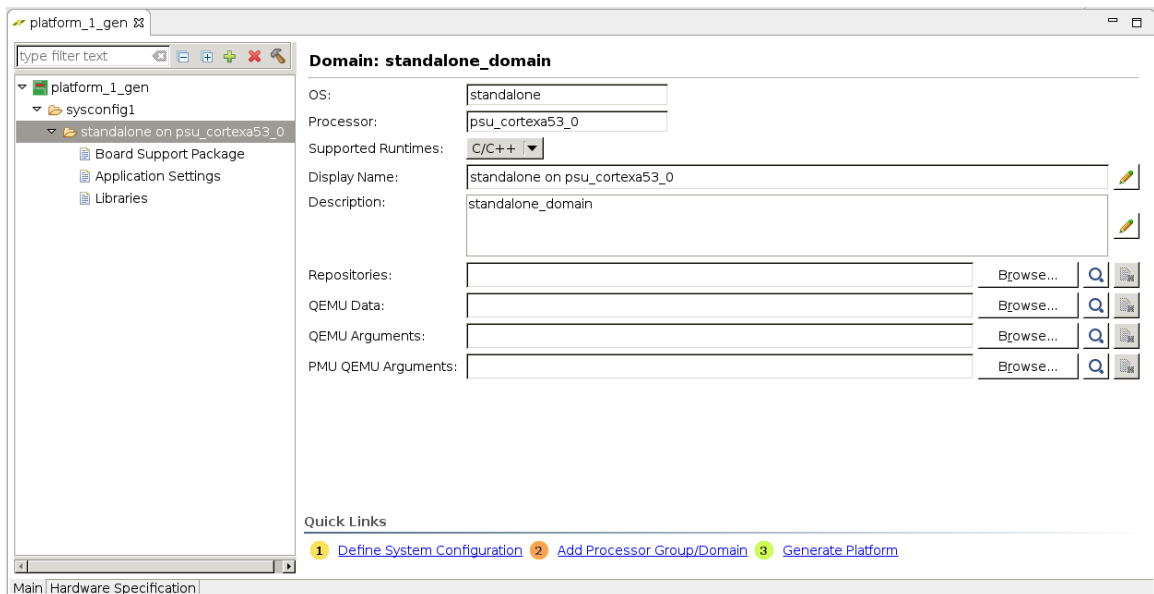 platform_1_gen
type filter text
platform_1_gen
sysconfig1
standalone on psu_cortexa53_0
Board Support Package
Application Settings
Libraries
Domain: standalone_domain
OS: standalone
Processor: psu_cortexa53_0
Supported Runtimes: C/C++
Display Name: standalone on psu_cortexa53_0
Description: standalone_domain
Repositories: Browse...
QEMU Data: Browse...
QEMU Arguments: Browse...
PMU QEMU Arguments: Browse...
Quick Links
1 Define System Configuration 2 Add Processor Group/Domain 3 Generate Platform
Main Hardware Specification